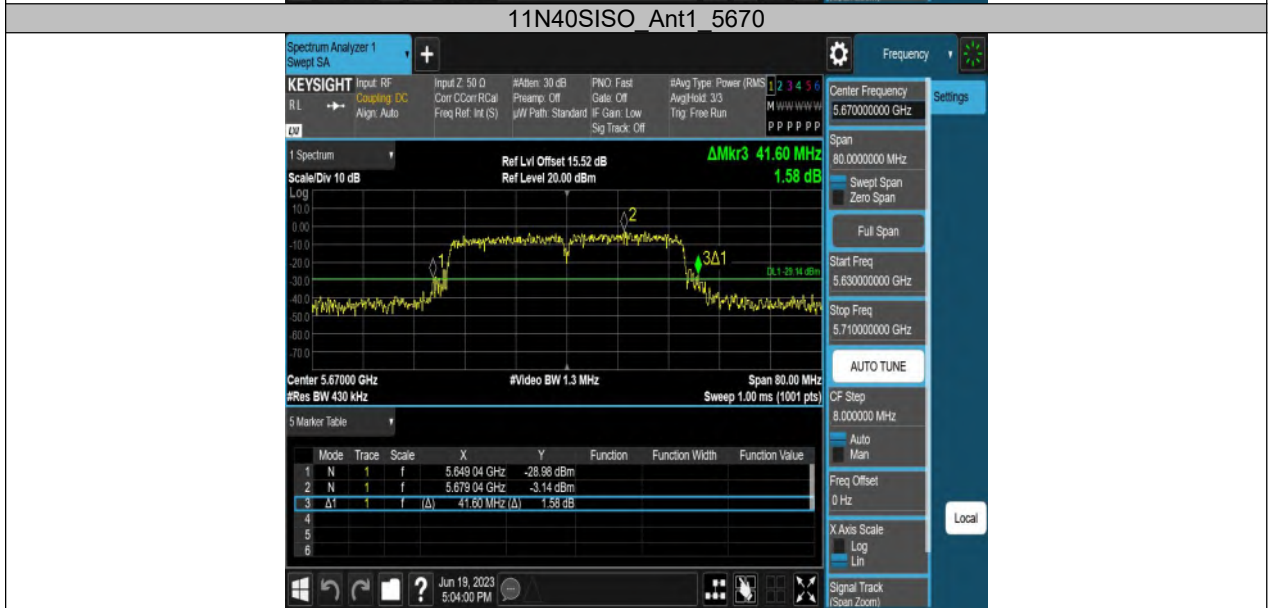 11N40SISO_Ant1_5670
Spectrum Analyzer 1
Swept SA
+
Frequency
KEYSIGHT
RL
LXI
Input: RF
Coupling: DC
Align: Auto
Input Z: 50 Ω
Corr CCorr RCal
Freq Ref: Int (S)
#Atten: 30 dB
Preamp: Off
µW Path: Standard
PNO: Fast
Gate: Off
IF Gain: Low
Sig Track: Off
#Avg Type: Power (RMS
Avg|Hold: 3/3
Trig: Free Run
1 2 3 4 5 6
M W W W W W
P P P P P P
1 Spectrum
Scale/Div 10 dB
Ref Lvl Offset 15.52 dB
Ref Level 20.00 dBm
ΔMkr3 41.60 MHz
1.58 dB
Log
10.0
0.00
-10.0
-20.0
-30.0
-40.0
-50.0
-60.0
-70.0
1
2
3Δ1
DL1 -29.14 dBm
Center 5.67000 GHz
#Res BW 430 kHz
#Video BW 1.3 MHz
Span 80.00 MHz
Sweep 1.00 ms (1001 pts)
5 Marker Table
Mode Trace Scale X Y Function Function Width Function Value
1 N 1 f 5.649 04 GHz -28.98 dBm
2 N 1 f 5.679 04 GHz -3.14 dBm
3 Δ1 1 f (Δ) 41.60 MHz (Δ) 1.58 dB
4
5
6
?
Jun 19, 2023
5:04:00 PM
Center Frequency
5.670000000 GHz
Settings
Span
80.0000000 MHz
Swept Span
Zero Span
Full Span
Start Freq
5.630000000 GHz
Stop Freq
5.710000000 GHz
AUTO TUNE
CF Step
8.000000 MHz
Auto
Man
Freq Offset
0 Hz
X Axis Scale
Log
Lin
Local
Signal Track
(Span Zoom)